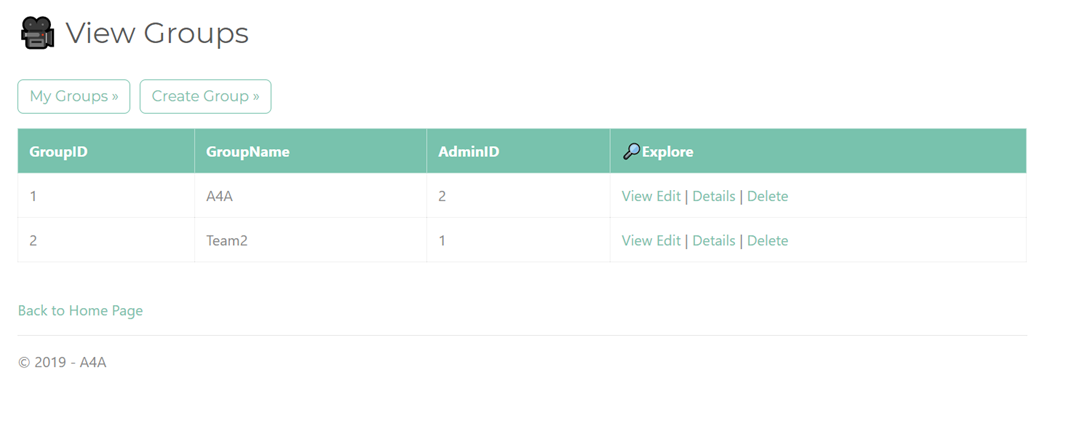 View Groups
My Groups » Create Group »
GroupID GroupName AdminID Explore
1 A4A 2 View Edit | Details | Delete
2 Team2 1 View Edit | Details | Delete
Back to Home Page
© 2019 - A4A